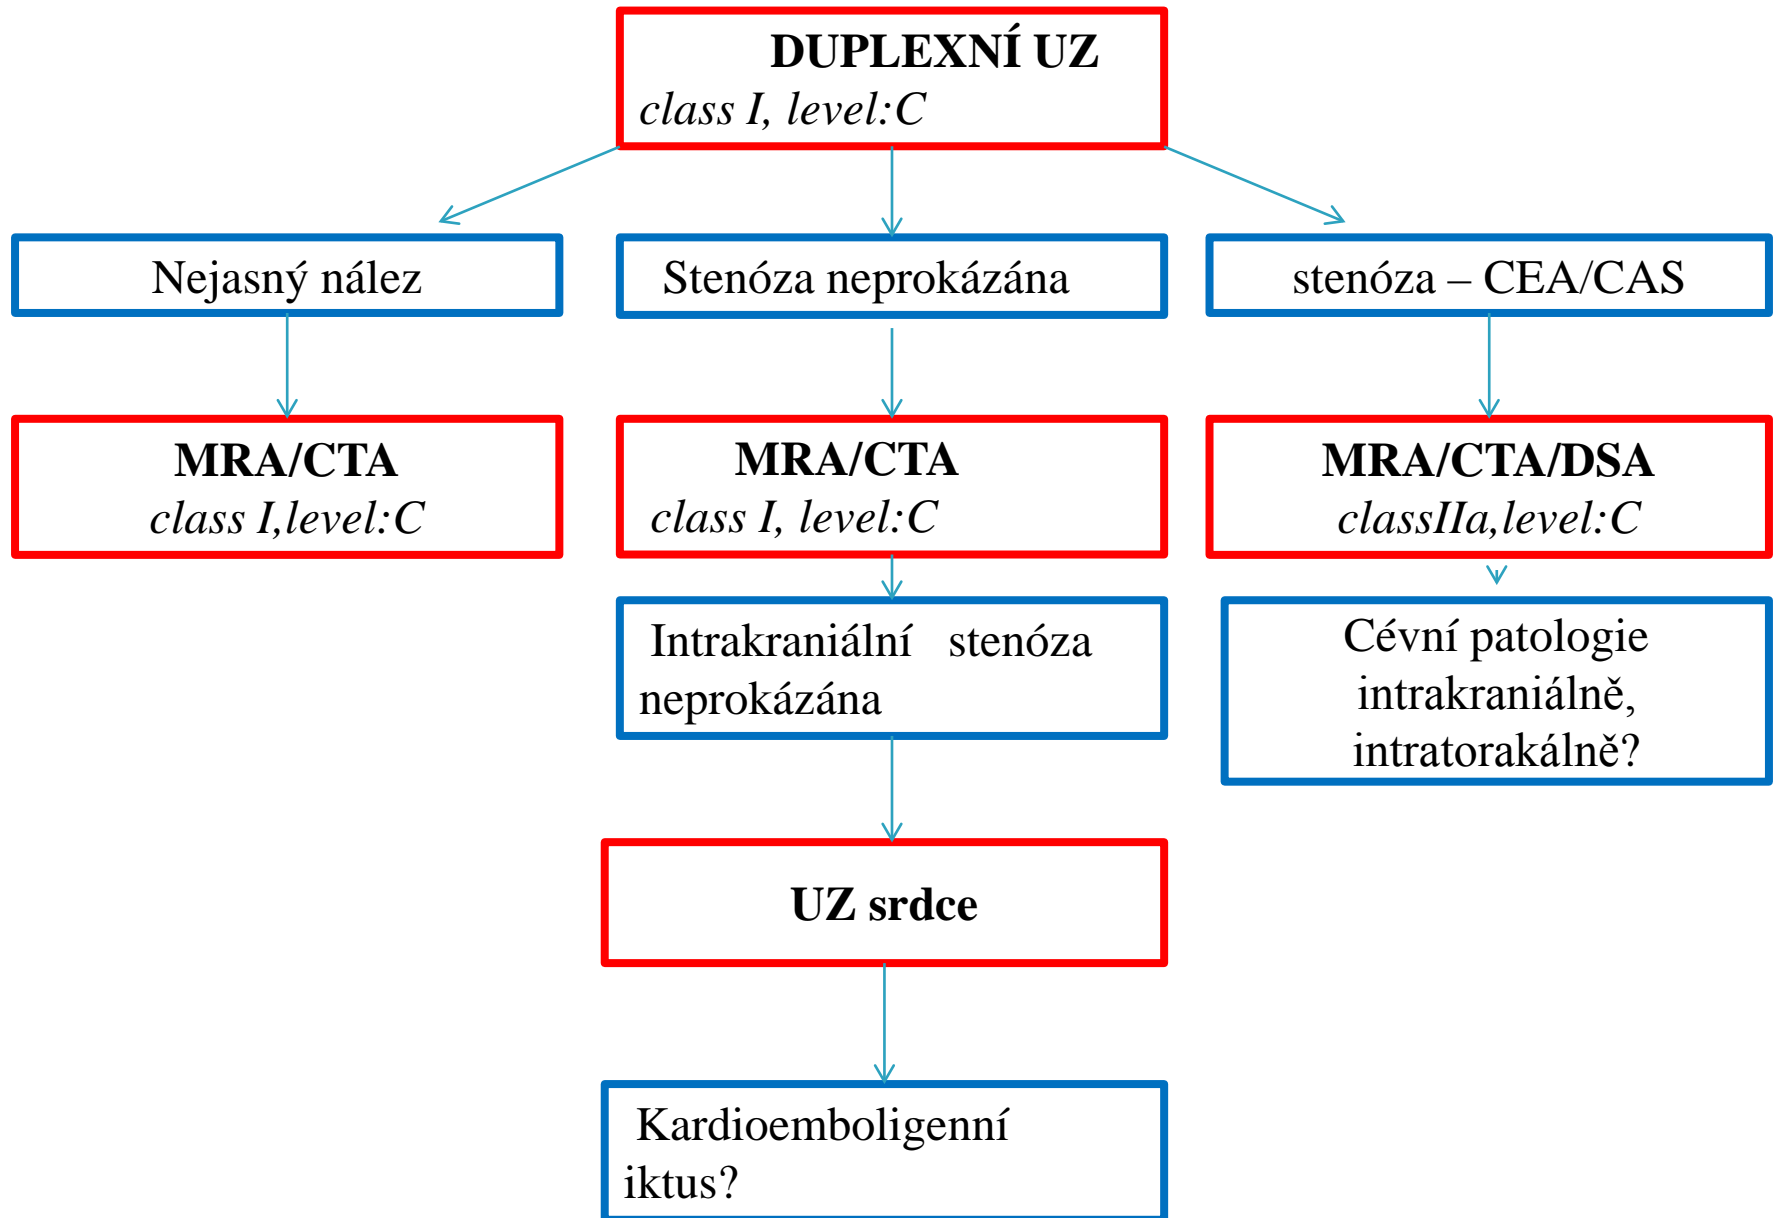 DUPLEXNÍ UZ
class I, level:C
Nejasný nález
Stenóza neprokázána
stenóza – CEA/CAS
MRA/CTA
class I,level:C
MRA/CTA
class I, level:C
MRA/CTA/DSA
classIIa,level:C
Intrakraniální stenóza
neprokázána
Cévní patologie
intrakraniálně,
intratorakálně?
UZ srdce
Kardioemboligenní
iktus?